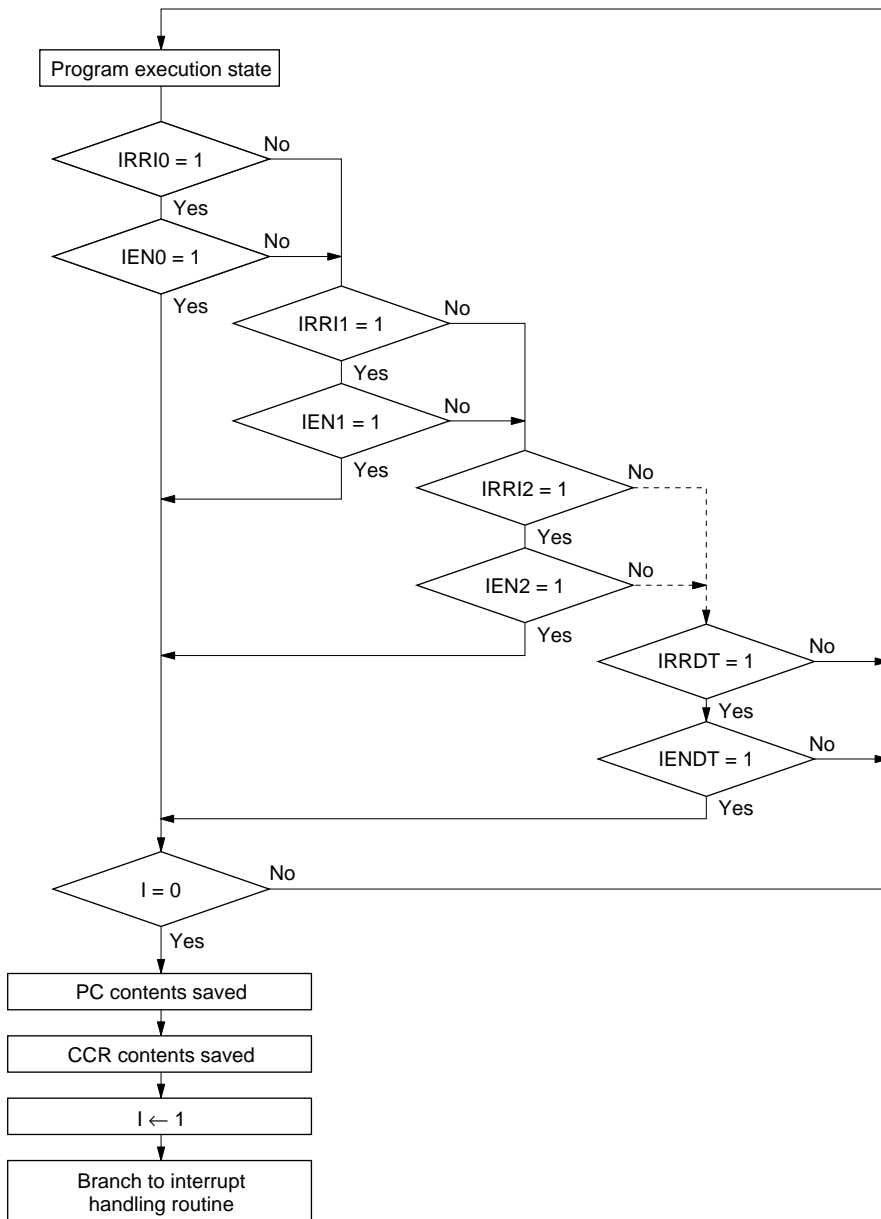 Program execution state
IRRI0 = 1
No
Yes
IEN0 = 1
No
Yes
IRRI1 = 1
No
Yes
IEN1 = 1
No
Yes
IRRI2 = 1
No
Yes
IEN2 = 1
No
Yes
IRRDT = 1
No
Yes
IENDT = 1
No
Yes
I = 0
No
Yes
PC contents saved
CCR contents saved
I ← 1
Branch to interrupt
handling routine